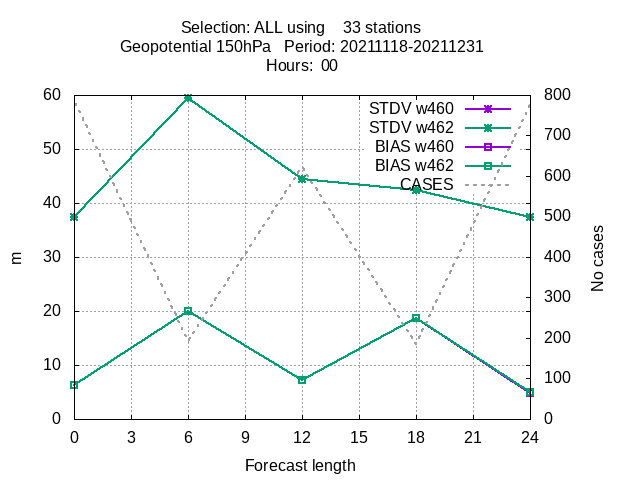 Selection: ALL using    33 stations
Geopotential 150hPa   Period: 20211118-20211231
Hours:  00
STDV w460
STDV w462
BIAS w460
BIAS w462
CASES
60
50
40
30
20
10
0
m
800
700
600
500
400
300
200
100
0
No cases
0 3 6 9 12 15 18 21 24
Forecast length